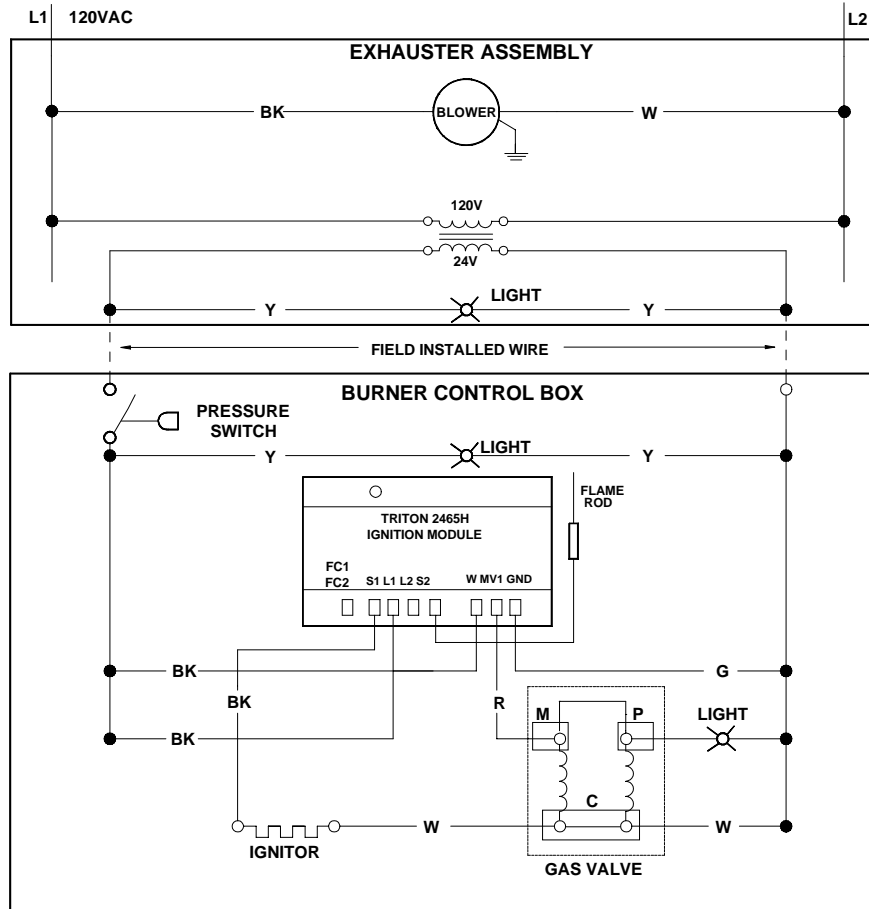 L1 120VAC L2
EXHAUSTER ASSEMBLY
BK BLOWER W
120V
24V
LIGHT
Y Y
FIELD INSTALLED WIRE
BURNER CONTROL BOX
PRESSURE
SWITCH
LIGHT
Y Y
FLAME
ROD
TRITON 2465H
IGNITION MODULE
FC1
FC2 S1 L1 L2 S2 W MV1 GND
BK G
BK R M P LIGHT
BK
C
W W
IGNITOR
GAS VALVE